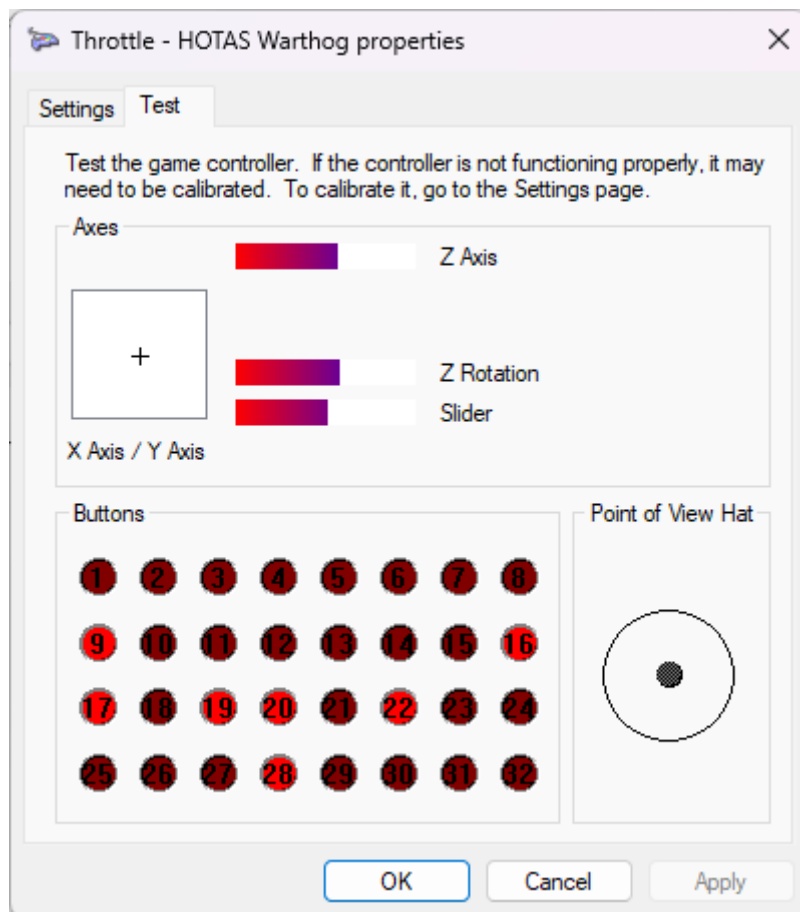 Throttle - HOTAS Warthog properties
Settings Test
Test the game controller.  If the controller is not functioning properly, it may
need to be calibrated.  To calibrate it, go to the Settings page.
Axes
Z Axis
Z Rotation
Slider
X Axis / Y Axis
Buttons
1 2 3 4 5 6 7 8
9 10 11 12 13 14 15 16
17 18 19 20 21 22 23 24
25 26 27 28 29 30 31 32
Point of View Hat
OK Cancel Apply